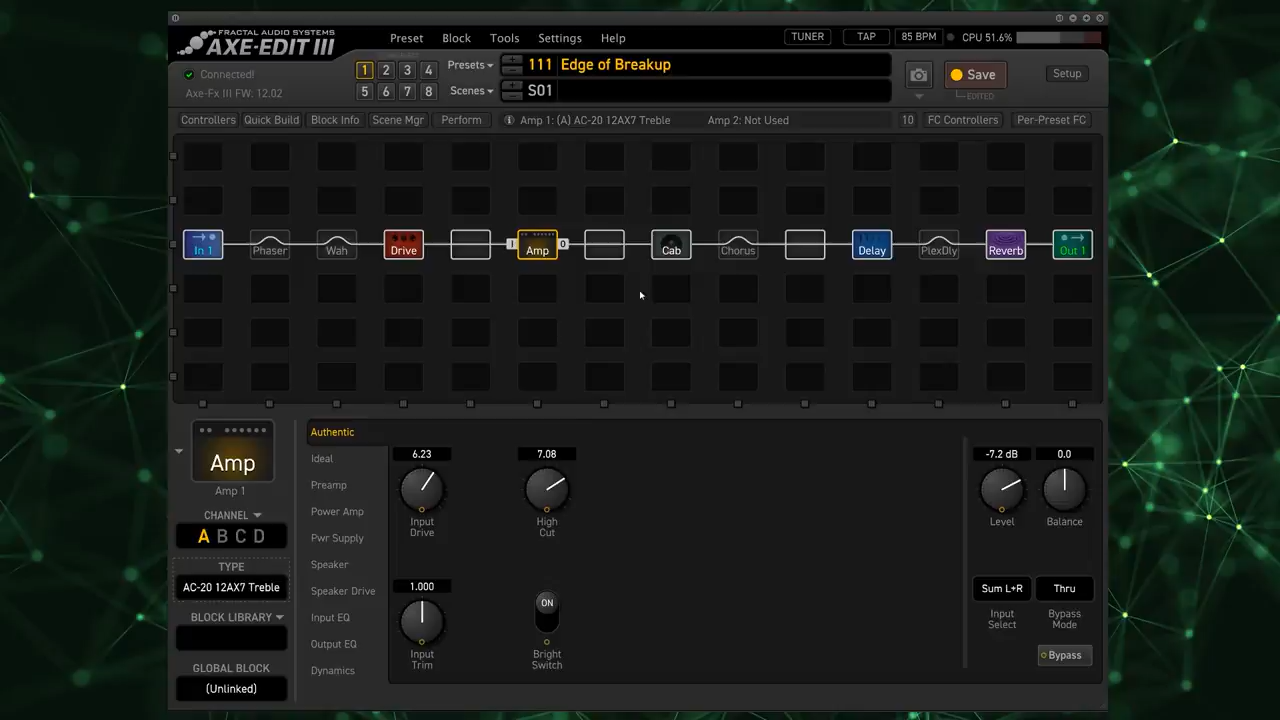 FRACTAL AUDIO SYSTEMS
AXE-EDIT III
Preset Block Tools Settings Help
TUNER TAP 85 BPM CPU 51.6%
Connected!
Axe-Fx III FW: 12.02
1 2 3 4
5 6 7 8
Presets
Scenes
111 Edge of Breakup
S01
Save
EDITED
Setup
Controllers Quick Build Block Info Scene Mgr Perform Amp 1: (A) AC-20 12AX7 Treble Amp 2: Not Used 10 FC Controllers Per-Preset FC
In 1 Phaser Wah Drive I Amp O Cab Chorus Delay PlexDly Reverb Out 1
Amp
Amp 1
CHANNEL
A B C D
TYPE
AC-20 12AX7 Treble
BLOCK LIBRARY
GLOBAL BLOCK
(Unlinked)
Authentic
Ideal
Preamp
Power Amp
Pwr Supply
Speaker
Speaker Drive
Input EQ
Output EQ
Dynamics
6.23
Input
Drive
7.08
High
Cut
1.000
Input
Trim
ON
Bright
Switch
-7.2 dB
Level
0.0
Balance
Sum L+R
Input
Select
Thru
Bypass
Mode
Bypass